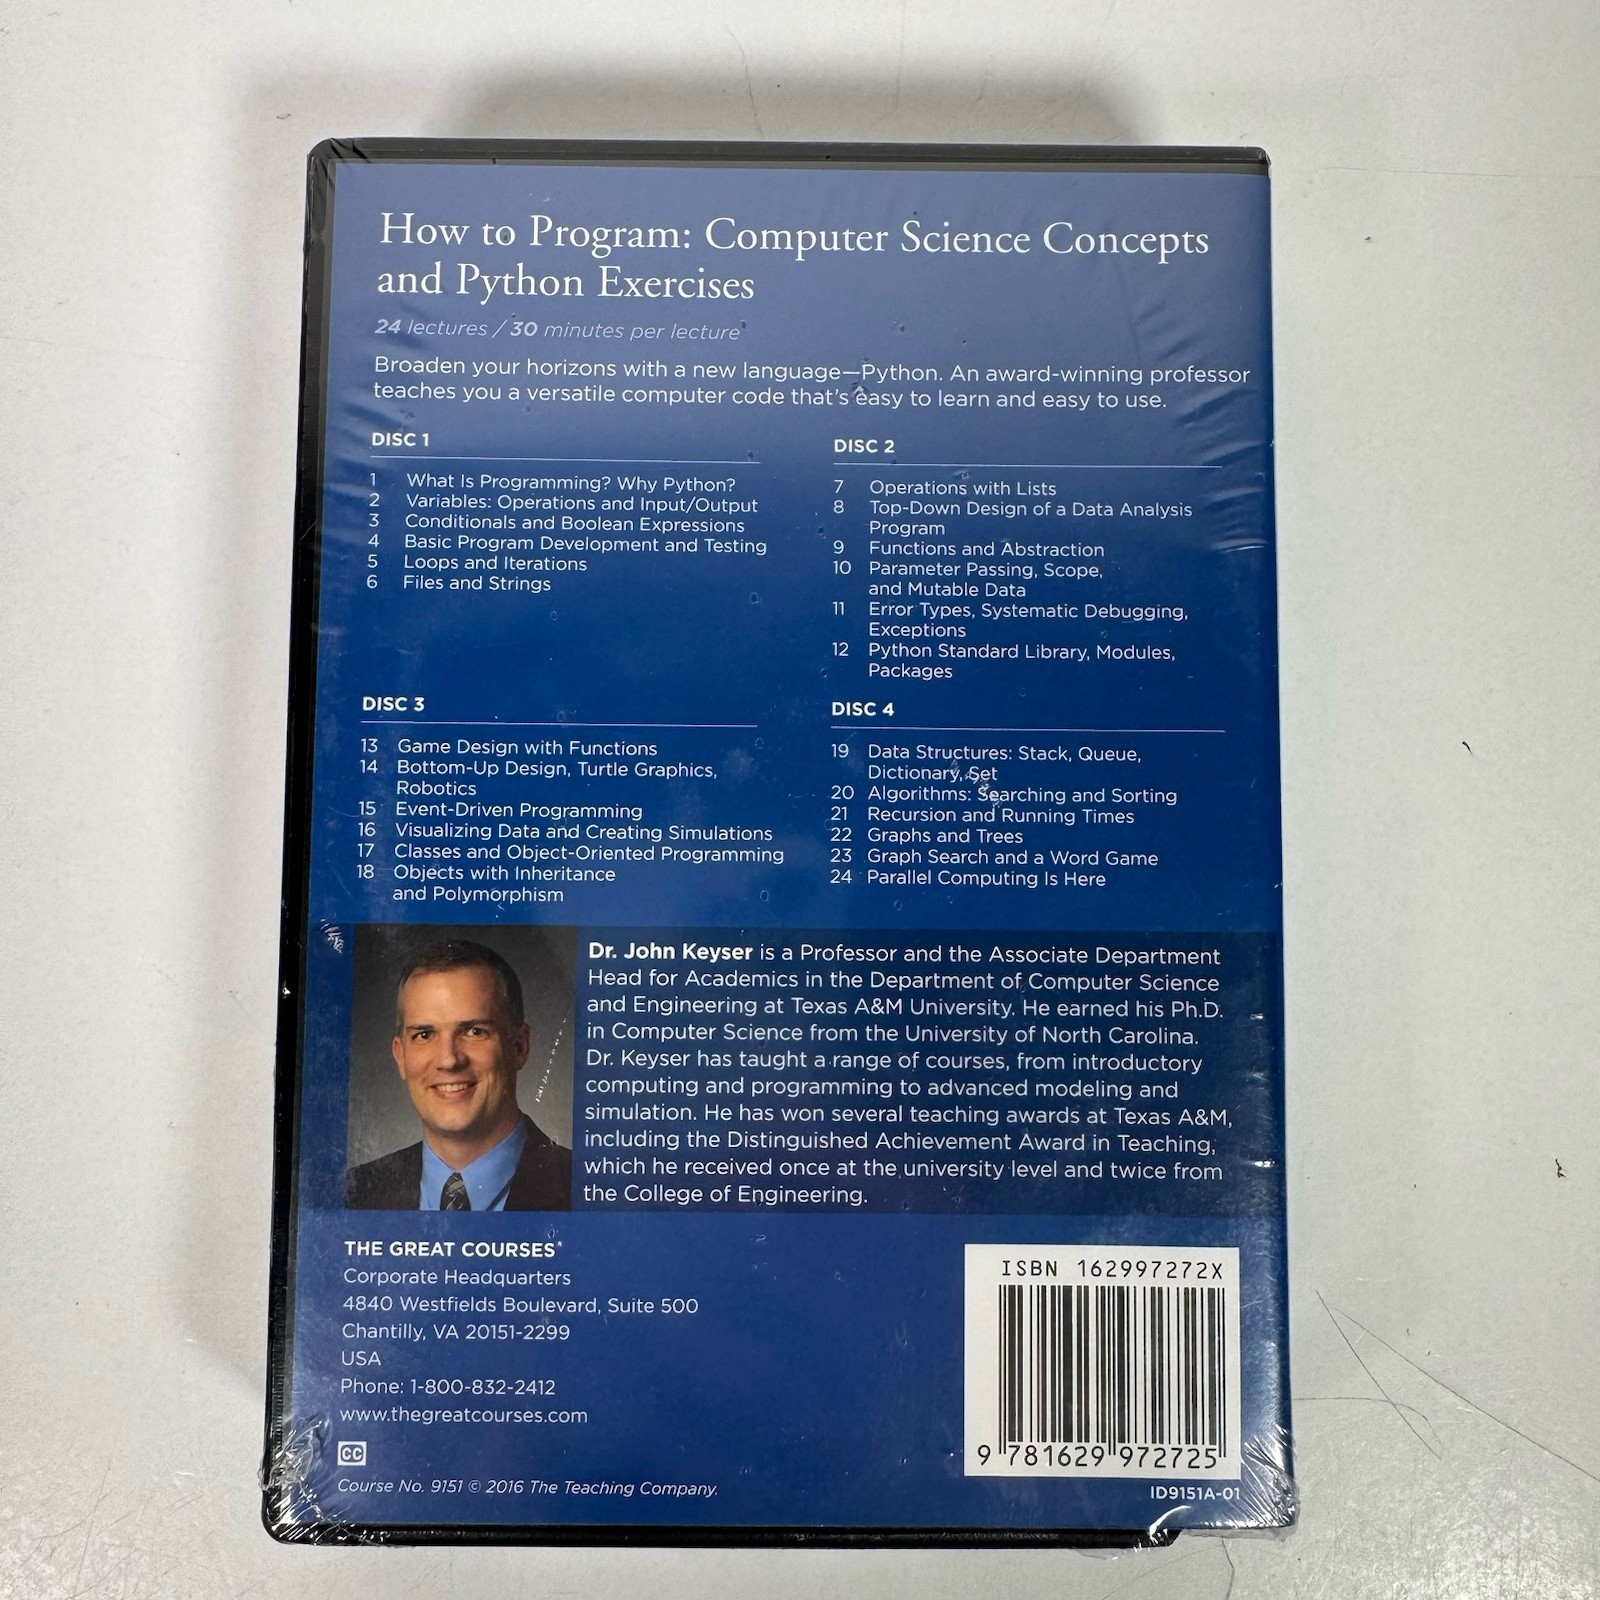 How to Program: Computer Science Concepts
and Python Exercises
24 lectures / 30 minutes per lecture
Broaden your horizons with a new language—Python. An award-winning professor
teaches you a versatile computer code that's easy to learn and easy to use.
DISC 1
1 What Is Programming? Why Python?
2 Variables: Operations and Input/Output
3 Conditionals and Boolean Expressions
4 Basic Program Development and Testing
5 Loops and Iterations
6 Files and Strings
DISC 2
7 Operations with Lists
8 Top-Down Design of a Data Analysis
Program
9 Functions and Abstraction
10 Parameter Passing, Scope,
and Mutable Data
11 Error Types, Systematic Debugging,
Exceptions
12 Python Standard Library, Modules,
Packages
DISC 3
13 Game Design with Functions
14 Bottom-Up Design, Turtle Graphics,
Robotics
15 Event-Driven Programming
16 Visualizing Data and Creating Simulations
17 Classes and Object-Oriented Programming
18 Objects with Inheritance
and Polymorphism
DISC 4
19 Data Structures: Stack, Queue,
Dictionary, Set
20 Algorithms: Searching and Sorting
21 Recursion and Running Times
22 Graphs and Trees
23 Graph Search and a Word Game
24 Parallel Computing Is Here
Dr. John Keyser is a Professor and the Associate Department
Head for Academics in the Department of Computer Science
and Engineering at Texas A&M University. He earned his Ph.D.
in Computer Science from the University of North Carolina.
Dr. Keyser has taught a range of courses, from introductory
computing and programming to advanced modeling and
simulation. He has won several teaching awards at Texas A&M,
including the Distinguished Achievement Award in Teaching,
which he received once at the university level and twice from
the College of Engineering.
THE GREAT COURSES®
Corporate Headquarters
4840 Westfields Boulevard, Suite 500
Chantilly, VA 20151-2299
USA
Phone: 1-800-832-2412
www.thegreatcourses.com
CC
Course No. 9151 © 2016 The Teaching Company.
ISBN 162997272X
9 781629 972725
ID9151A-01